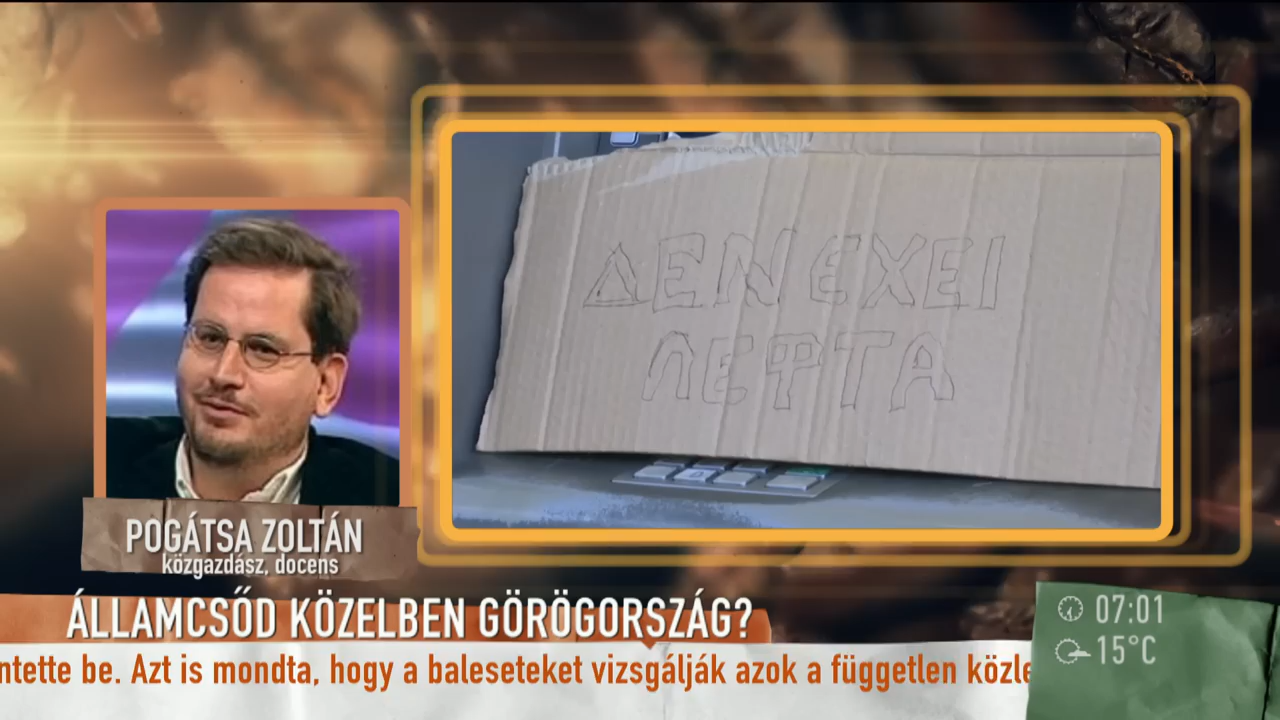 ΔΕΝ ΕΧΕΙ
ΛΕΦΤΑ
POGÁTSA ZOLTÁN
közgazdász, docens
ÁLLAMCSŐD KÖZELBEN GÖRÖGORSZÁG?
07:01
15°C
ntette be. Azt is mondta, hogy a baleseteket vizsgálják azok a független közle